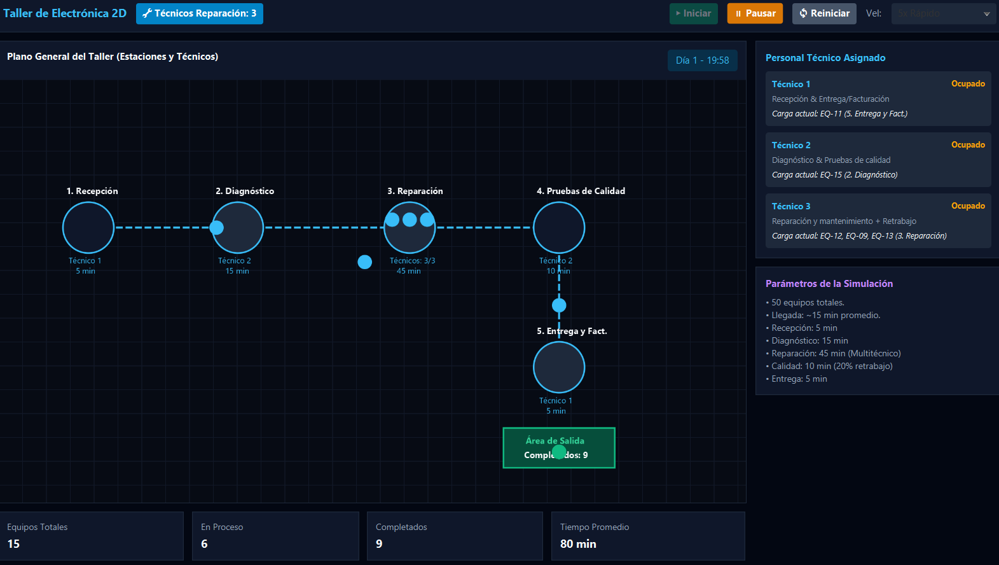 Taller de Electrónica 2D
Técnicos Reparación: 3
Iniciar
Pausar
Reiniciar
Vel:
5x Rápido
Plano General del Taller (Estaciones y Técnicos)
Día 1 - 19:58
1. Recepción
Técnico 1
5 min
2. Diagnóstico
Técnico 2
15 min
3. Reparación
Técnicos: 3/3
45 min
4. Pruebas de Calidad
Técnico 2
10 min
5. Entrega y Fact.
Técnico 1
5 min
Área de Salida
Completados: 9
Personal Técnico Asignado
Técnico 1
Ocupado
Recepción & Entrega/Facturación
Carga actual: EQ-11 (5. Entrega y Fact.)
Técnico 2
Ocupado
Diagnóstico & Pruebas de calidad
Carga actual: EQ-15 (2. Diagnóstico)
Técnico 3
Ocupado
Reparación y mantenimiento + Retrabajo
Carga actual: EQ-12, EQ-09, EQ-13 (3. Reparación)
Parámetros de la Simulación
• 50 equipos totales.
• Llegada: ~15 min promedio.
• Recepción: 5 min
• Diagnóstico: 15 min
• Reparación: 45 min (Multitécnico)
• Calidad: 10 min (20% retrabajo)
• Entrega: 5 min
Equipos Totales
15
En Proceso
6
Completados
9
Tiempo Promedio
80 min